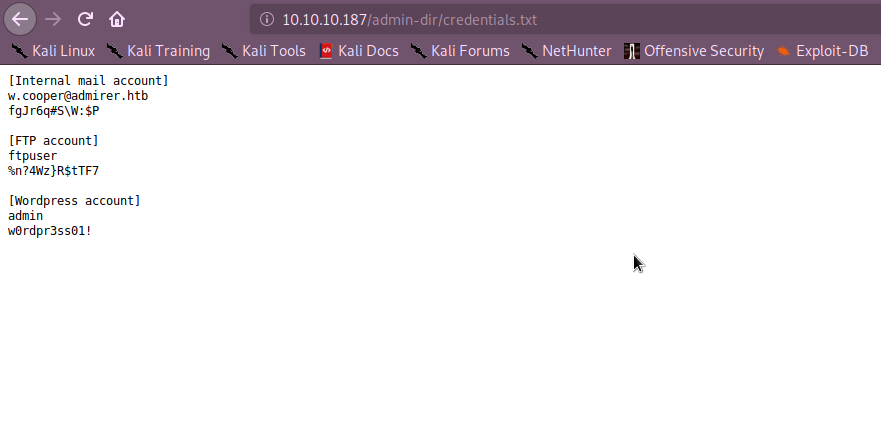 10.10.10.187/admin-dir/credentials.txt
Kali Linux Kali Training Kali Tools Kali Docs Kali Forums NetHunter Offensive Security Exploit-DB
[Internal mail account]
w.cooper@admirer.htb
fgJr6q#S\W:$P
[FTP account]
ftpuser
%n?4Wz}R$tTF7
[Wordpress account]
admin
w0rdpr3ss01!